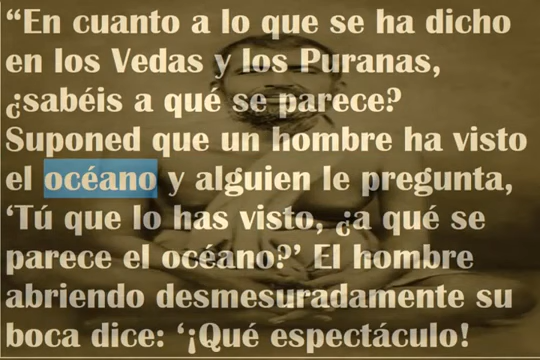 “En cuanto a lo que se ha dicho
en los Vedas y los Puranas,
¿sabéis a qué se parece?
Suponed que un hombre ha visto
el océano y alguien le pregunta,
‘Tú que lo has visto, ¿a qué se
parece el océano?’ El hombre
abriendo desmesuradamente su
boca dice: ‘¡Qué espectáculo!